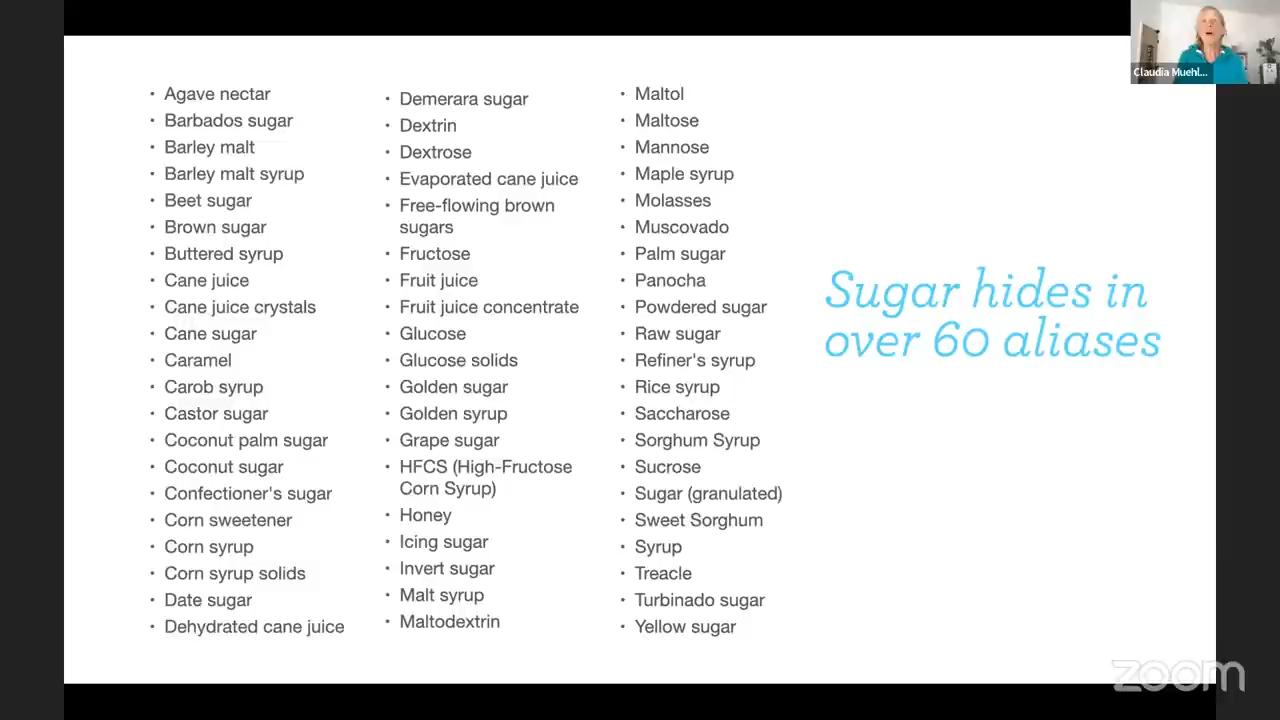 • Agave nectar
• Barbados sugar
• Barley malt
• Barley malt syrup
• Beet sugar
• Brown sugar
• Buttered syrup
• Cane juice
• Cane juice crystals
• Cane sugar
• Caramel
• Carob syrup
• Castor sugar
• Coconut palm sugar
• Coconut sugar
• Confectioner's sugar
• Corn sweetener
• Corn syrup
• Corn syrup solids
• Date sugar
• Dehydrated cane juice
• Demerara sugar
• Dextrin
• Dextrose
• Evaporated cane juice
• Free-flowing brown
sugars
• Fructose
• Fruit juice
• Fruit juice concentrate
• Glucose
• Glucose solids
• Golden sugar
• Golden syrup
• Grape sugar
• HFCS (High-Fructose
Corn Syrup)
• Honey
• Icing sugar
• Invert sugar
• Malt syrup
• Maltodextrin
• Maltol
• Maltose
• Mannose
• Maple syrup
• Molasses
• Muscovado
• Palm sugar
• Panocha
• Powdered sugar
• Raw sugar
• Refiner's syrup
• Rice syrup
• Saccharose
• Sorghum Syrup
• Sucrose
• Sugar (granulated)
• Sweet Sorghum
• Syrup
• Treacle
• Turbinado sugar
• Yellow sugar
Sugar hides in
over 60 aliases
Claudia Muehl...
zoom